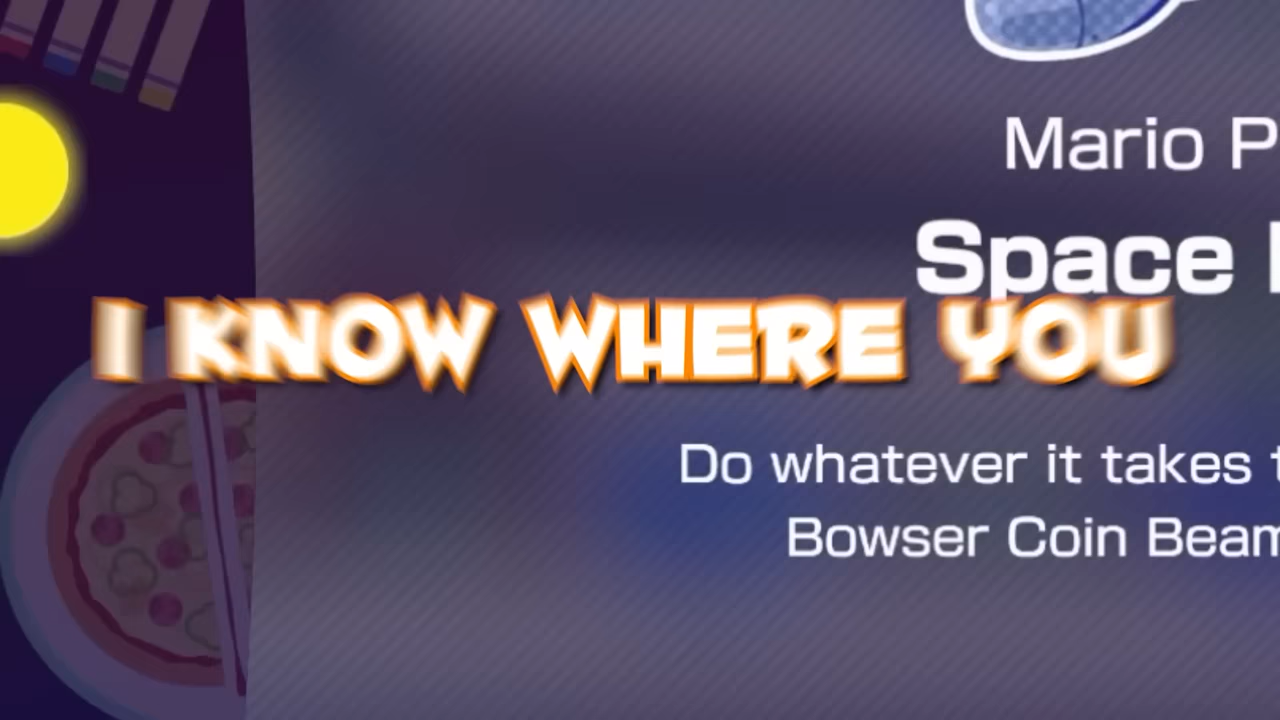 Mario P
Space
I KNOW WHERE YOU
Do whatever it takes t
Bowser Coin Beam